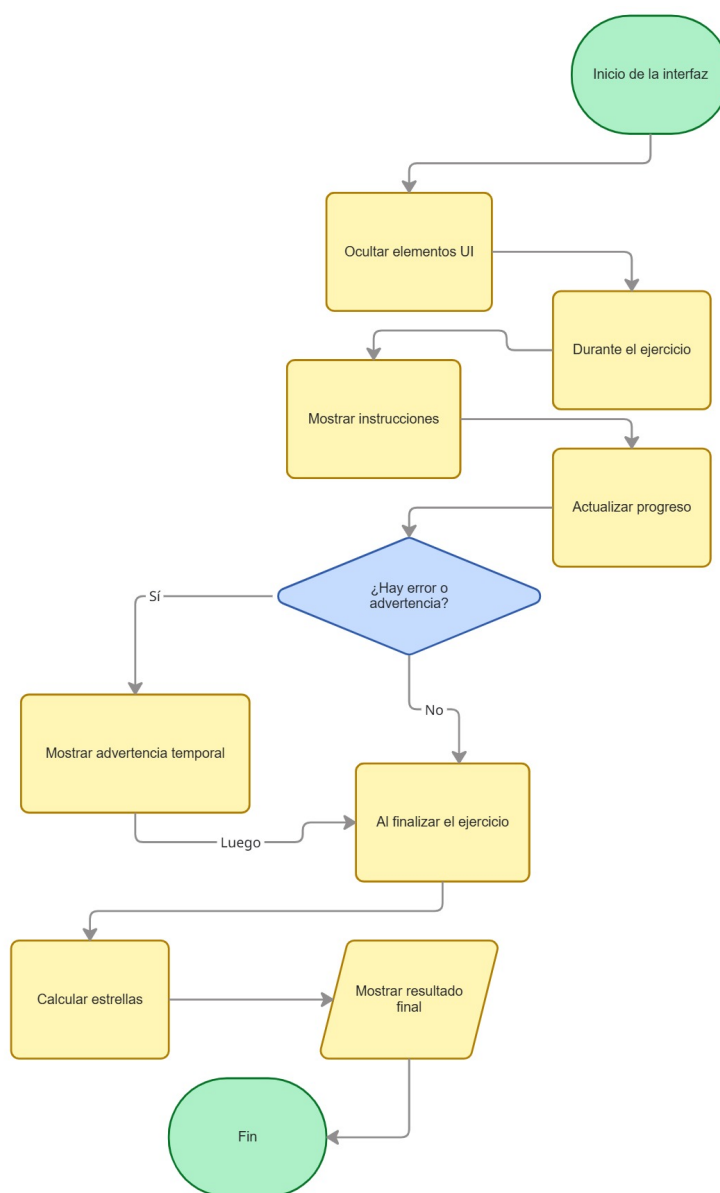 Inicio de la interfaz
Ocultar elementos UI
Durante el ejercicio
Mostrar instrucciones
Actualizar progreso
¿Hay error o
advertencia?
Sí
No
Mostrar advertencia temporal
Luego
Al finalizar el ejercicio
Calcular estrellas
Mostrar resultado
final
Fin